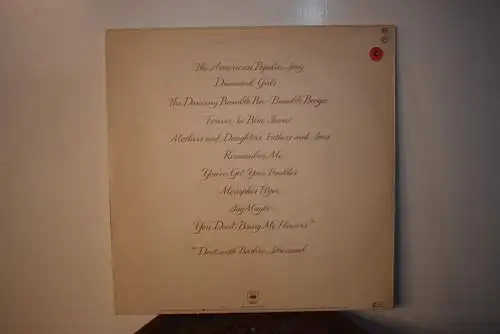 The American Popular Song
Diamond Girls
The Dancing Bumble Bee / Bumble Boogie
Forever In Blue Jeans
Mothers and Daughters, Fathers and Sons
Remember Me
You've Got Your Troubles
Memphis Flyer
Say Maybe
"You Don't Bring Me Flowers"
*Duet with Barbra Streisand